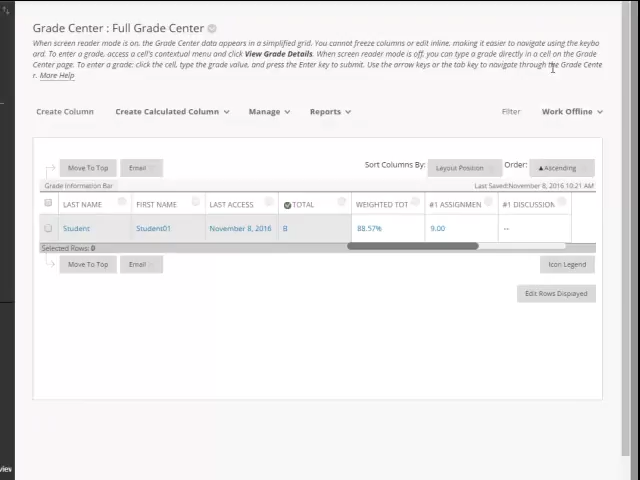 Grade Center : Full Grade Center
When screen reader mode is on, the Grade Center data appears in a simplified grid. You cannot freeze columns or edit inline, making it easier to navigate using the keybo
ard. To enter a grade, access a cell's contextual menu and click View Grade Details. When screen reader mode is off, you can type a grade directly in a cell on the Grade
Center page. To enter a grade: click the cell, type the grade value, and press the Enter key to submit. Use the arrow keys or the tab key to navigate through the Grade Cente
r. More Help
Create Column Create Calculated Column Manage Reports Filter Work Offline
Move To Top Email Sort Columns By: Layout Position Order: Ascending
Grade Information Bar Last Saved:November 8, 2016 10:21 AM
LAST NAME FIRST NAME LAST ACCESS TOTAL WEIGHTED TOT #1 ASSIGNMEN #1 DISCUSSION
Student Student01 November 8, 2016 B 88.57% 9.00 --
Selected Rows: 0
Move To Top Email Icon Legend
Edit Rows Displayed
view